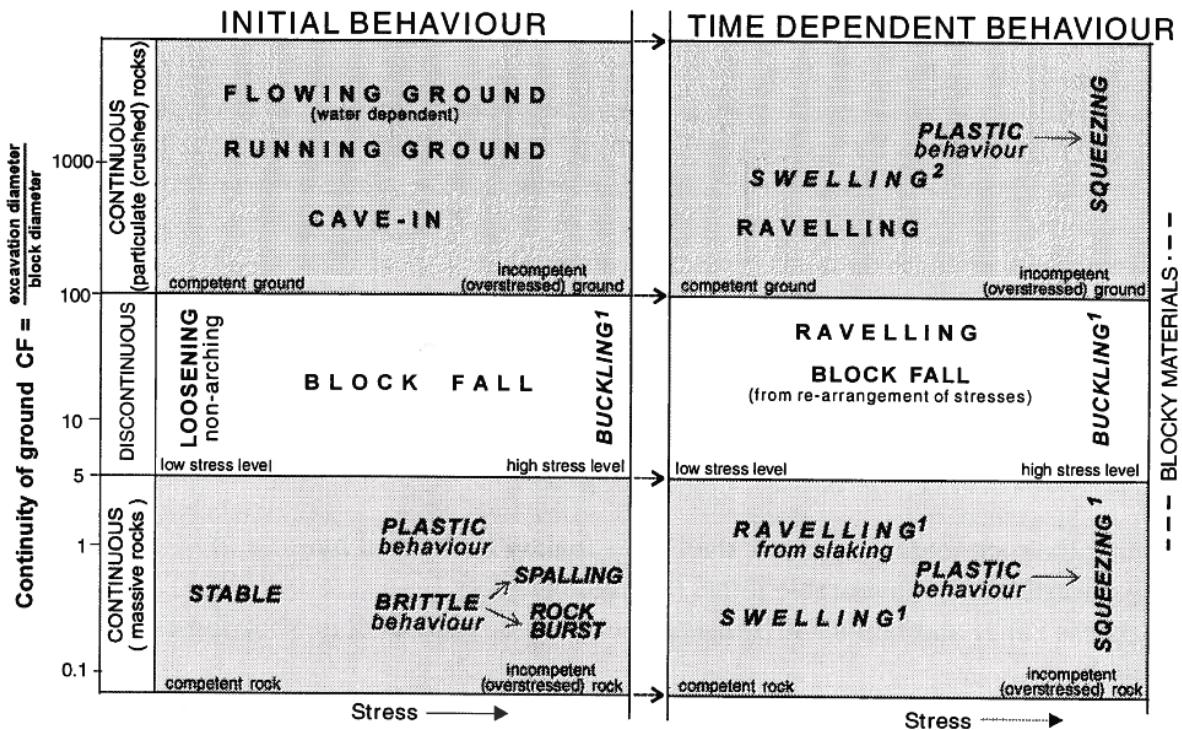 INITIAL BEHAVIOUR
TIME DEPENDENT BEHAVIOUR
Continuity of ground CF = excavation diameter
block diameter
1000
100
10
5
1
0.1
CONTINUOUS
(particulate (crushed) rocks)
FLOWING GROUND
(water dependent)
RUNNING GROUND
CAVE-IN
competent ground
incompetent
(overstressed) ground
PLASTIC
behaviour
SQUEEZING
SWELLING²
RAVELLING
competent ground
incompetent
(overstressed) ground
DISCONTINUOUS
LOOSENING
non-arching
BLOCK FALL
BUCKLING¹
low stress level
high stress level
RAVELLING
BLOCK FALL
(from re-arrangement of stresses)
BUCKLING¹
low stress level
high stress level
CONTINUOUS
( massive rocks )
STABLE
PLASTIC
behaviour
BRITTLE
behaviour
SPALLING
ROCK
BURST
competent rock
incompetent
(overstressed) rock
RAVELLING¹
from slaking
PLASTIC
behaviour
SQUEEZING¹
SWELLING¹
competent rock
incompetent
(overstressed) rock
Stress
Stress
--- BLOCKY MATERIALS ---